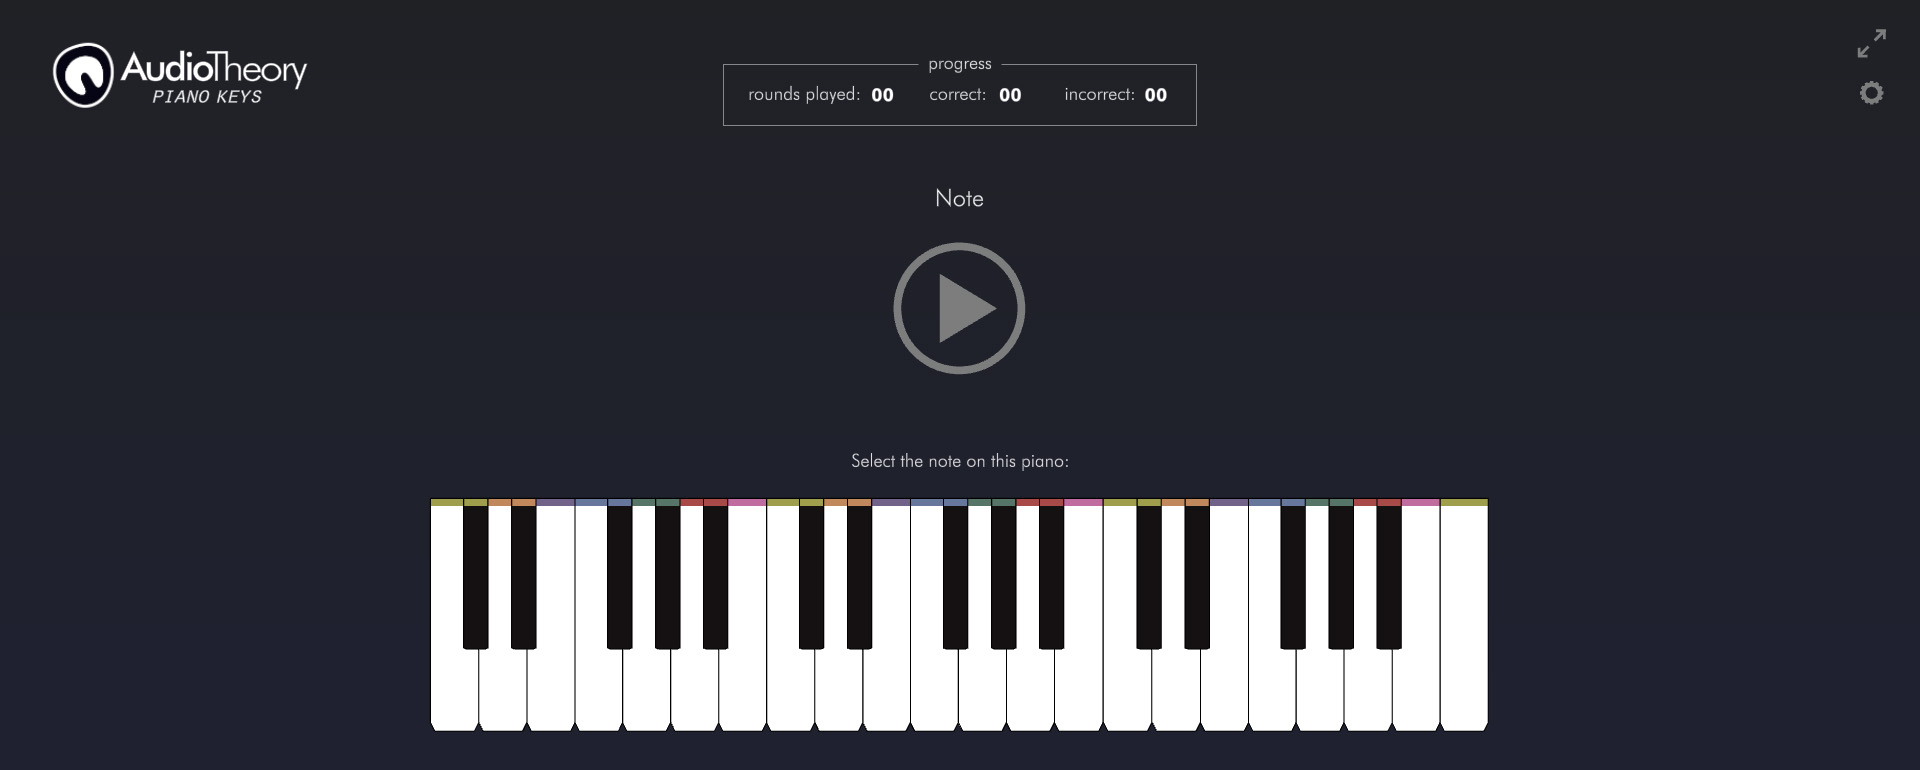 AudioTheory
PIANO KEYS
progress
rounds played: 00 correct: 00 incorrect: 00
Note
Select the note on this piano: